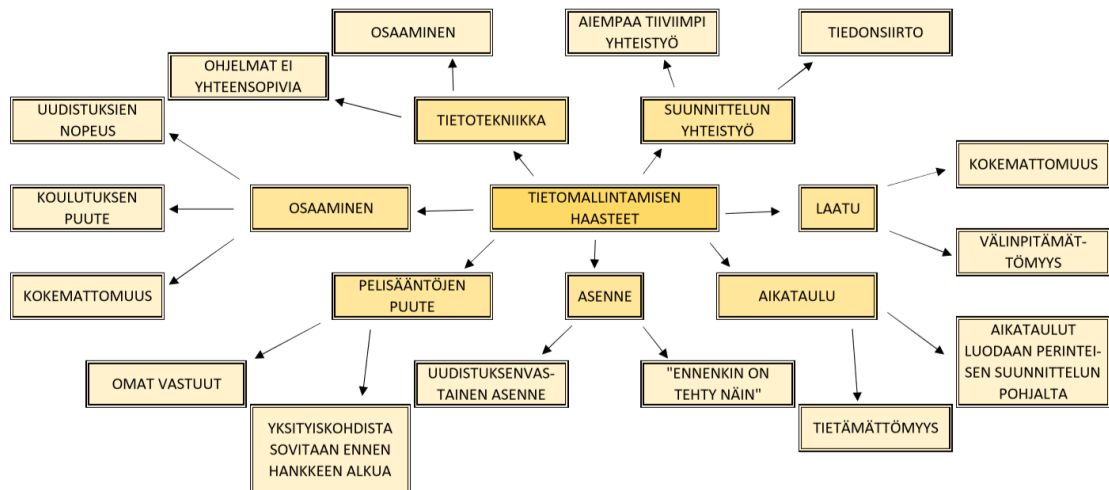 OSAAMINEN
AIEMPAA TIIVIIMPI
YHTEISTYÖ
TIEDONSIIRTO
OHJELMAT EI
YHTEENSOPIVIA
UUDISTUKSIEN
NOPEUS
TIETOTEKNIIKKA
SUUNNITTELUN
YHTEISTYÖ
KOKEMATTOMUUS
KOULUTUKSEN
PUUTE
OSAAMINEN
TIETOMALLINTAMISEN
HAASTEET
LAATU
VÄLINPITÄMÄT-
TÖMYYS
KOKEMATTOMUUS
PELISÄÄNTÖJEN
PUUTE
ASENNE
AIKATAULU
AIKATAULUT
LUODAAN PERINTEI-
SEN SUUNNITTELUN
POHJALTA
OMAT VASTUUT
UUDISTUKSENVAS-
TAINEN ASENNE
"ENNENKIN ON
TEHTY NÄIN"
TIETÄMÄTTÖMYYS
YKSITYISKOHDISTA
SOVITAAN ENNEN
HANKKEEN ALKUA